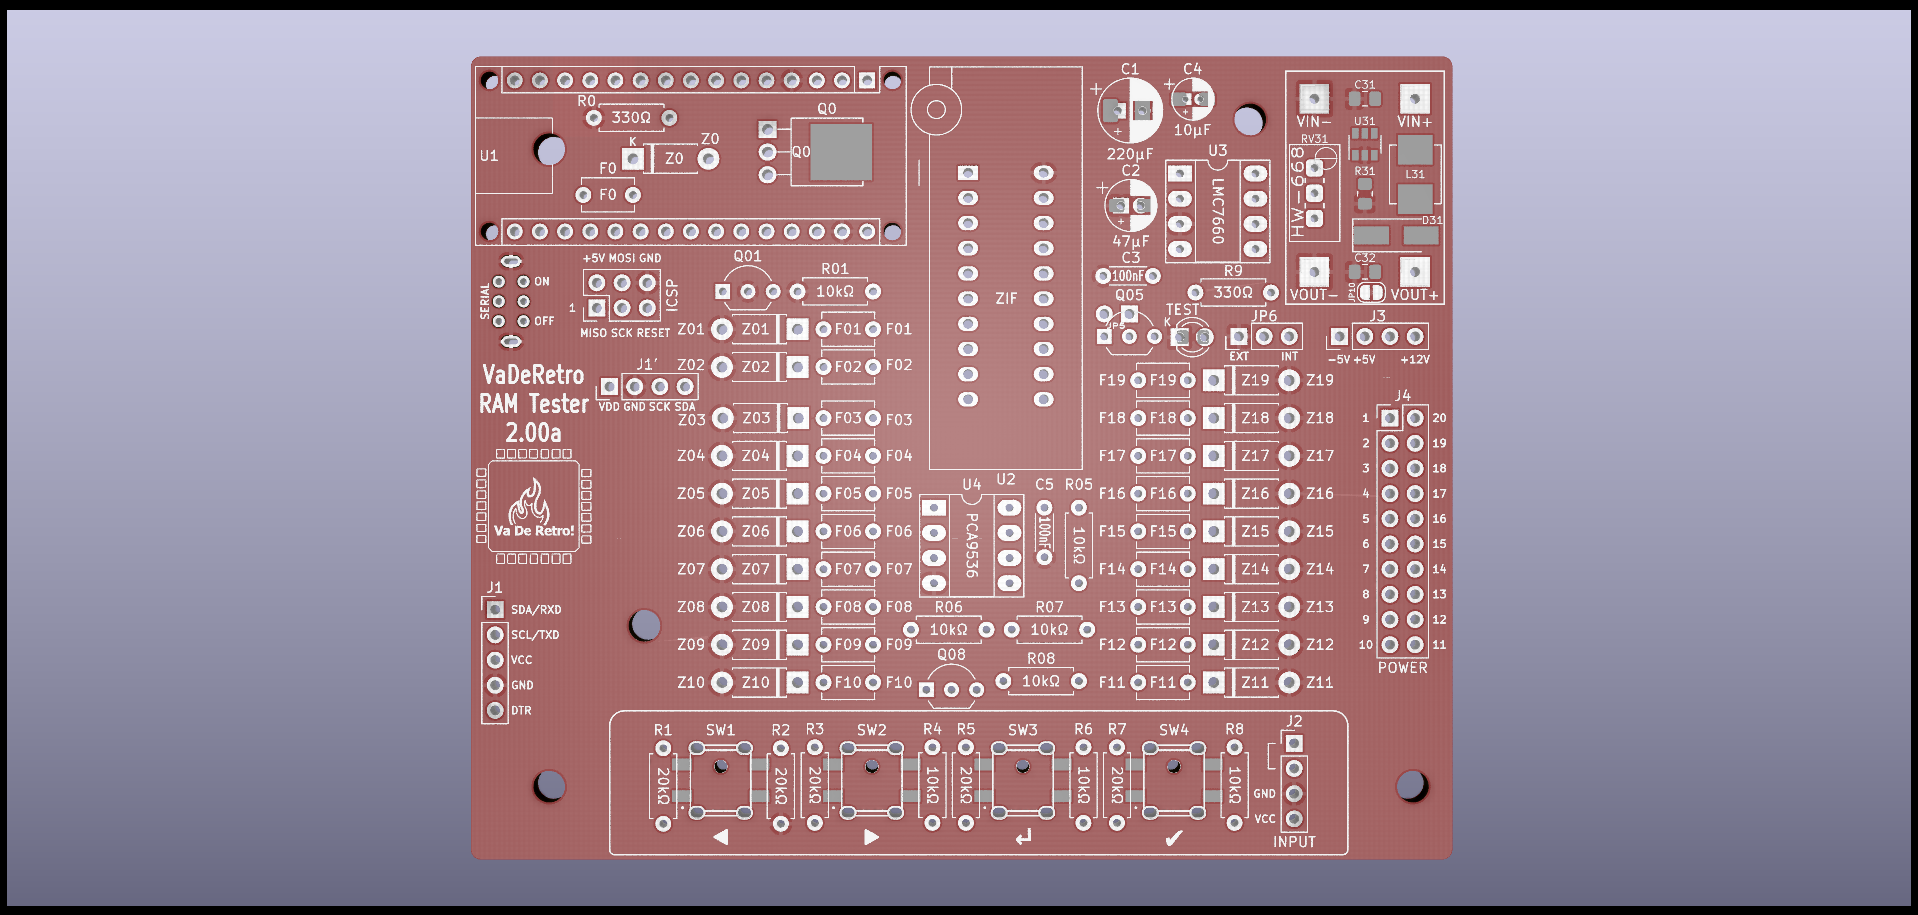 R0
330Ω
Q0
Q0
U1
K
Z0
Z0
F0
F0
C1
220µF
C4
10µF
C2
47µF
U3
LMC7660
C3
100nF
VIN-
C31
VIN+
U31
RV31
HW-668
R31
L31
D31
VOUT-
C32
JP10
VOUT+
ZIF
SERIAL
ON
OFF
+5V MOSI GND
ICSP
1
MISO SCK RESET
Q01
R01
10kΩ
Q05
JP5
R9
330Ω
TEST
K
JP6
EXT
INT
J3
-5V +5V
+12V
VaDeRetro
RAM Tester
2.00a
J1'
VDD GND SCK SDA
Va De Retro!
Z01 Z01 F01 F01
Z02 Z02 F02 F02
Z03 Z03 F03 F03
Z04 Z04 F04 F04
Z05 Z05 F05 F05
Z06 Z06 F06 F06
Z07 Z07 F07 F07
Z08 Z08 F08 F08
Z09 Z09 F09 F09
Z10 Z10 F10 F10
U4
U2
PCA9536
C5
100nF
R05
10kΩ
R06
10kΩ
R07
10kΩ
Q08
R08
10kΩ
F19 F19 Z19 Z19
F18 F18 Z18 Z18
F17 F17 Z17 Z17
F16 F16 Z16 Z16
F15 F15 Z15 Z15
F14 F14 Z14 Z14
F13 F13 Z13 Z13
F12 F12 Z12 Z12
F11 F11 Z11 Z11
J4
1 20
2 19
3 18
4 17
5 16
6 15
7 14
8 13
9 12
10 11
POWER
J1
SDA/RXD
SCL/TXD
VCC
GND
DTR
R1 SW1 R2 R3 SW2 R4 R5 SW3 R6 R7 SW4 R8
20kΩ 20kΩ 20kΩ 10kΩ 20kΩ 10kΩ 20kΩ 10kΩ
J2
GND
VCC
INPUT